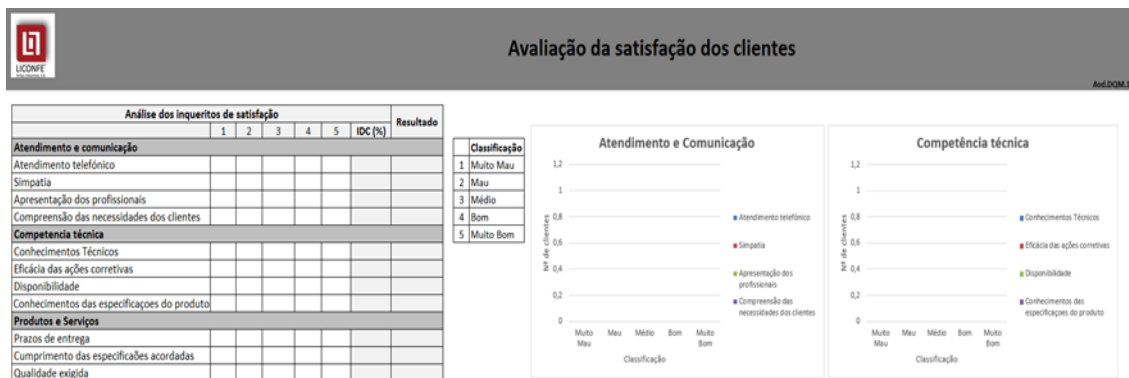 LICONFE
Avaliação da satisfação dos clientes
Análise dos inqueritos de satisfação
Resultado
1 2 3 4 5 IDC (%)
Atendimento e comunicação
Atendimento telefónico
Simpatia
Apresentação dos profissionais
Compreensão das necessidades dos clientes
Competencia técnica
Conhecimentos Técnicos
Eficácia das ações corretivas
Disponibilidade
Conhecimentos das especificaçoes do produto
Produtos e Serviços
Prazos de entrega
Cumprimento das especificaões acordadas
Qualidade exigida
Classificação
1 Muito Mau
2 Mau
3 Médio
4 Bom
5 Muito Bom
Atendimento e Comunicação
Nº de clientes
1,2
1
0,8
0,6
0,4
0,2
0
Muito Mau Mau Médio Bom Muito Bom
Classificação
Atendimento telefónico
Simpatia
Apresentação dos
profissionais
Compreensão das
necessidades dos clientes
Competência técnica
Nº de clientes
1,2
1
0,8
0,6
0,4
0,2
0
Muito Mau Mau Médio Bom Muito Bom
Classificação
Conhecimentos Técnicos
Eficácia das ações corretivas
Disponibilidade
Conhecimentos das
especificaçoes do produto